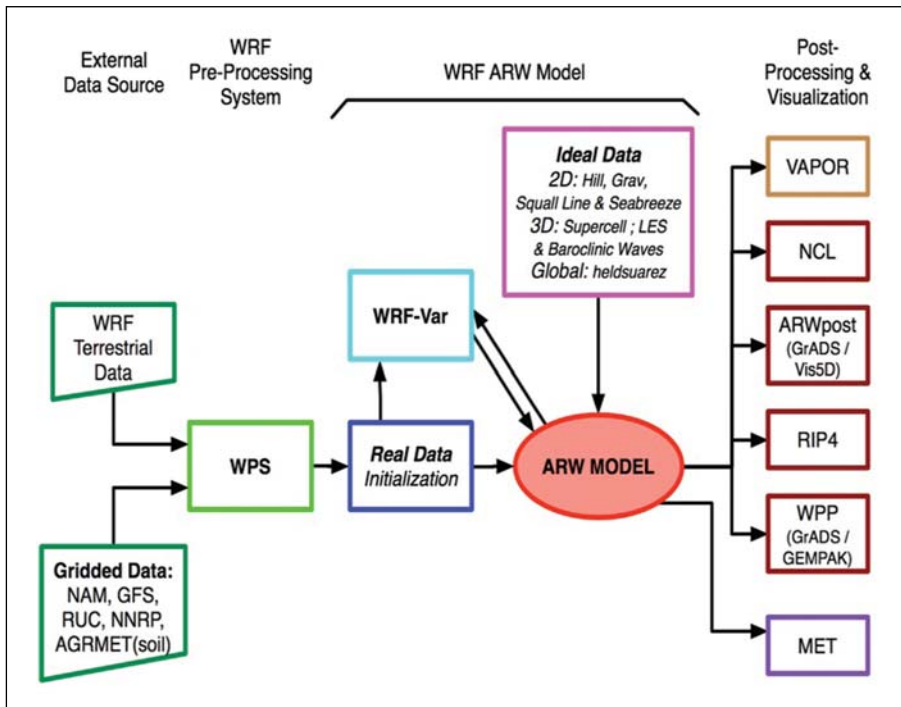 External
Data Source
WRF
Pre-Processing
System
WRF ARW Model
Post-
Processing &
Visualization
Ideal Data
2D: Hill, Grav,
Squall Line & Seabreeze
3D: Supercell ; LES
& Baroclinic Waves
Global: heldsuarez
VAPOR
NCL
WRF
Terrestrial
Data
WRF-Var
ARWpost
(GrADS /
Vis5D)
WPS
Real Data
Initialization
ARW MODEL
RIP4
WPP
(GrADS /
GEMPAK)
Gridded Data:
NAM, GFS,
RUC, NNRP,
AGRMET(soil)
MET